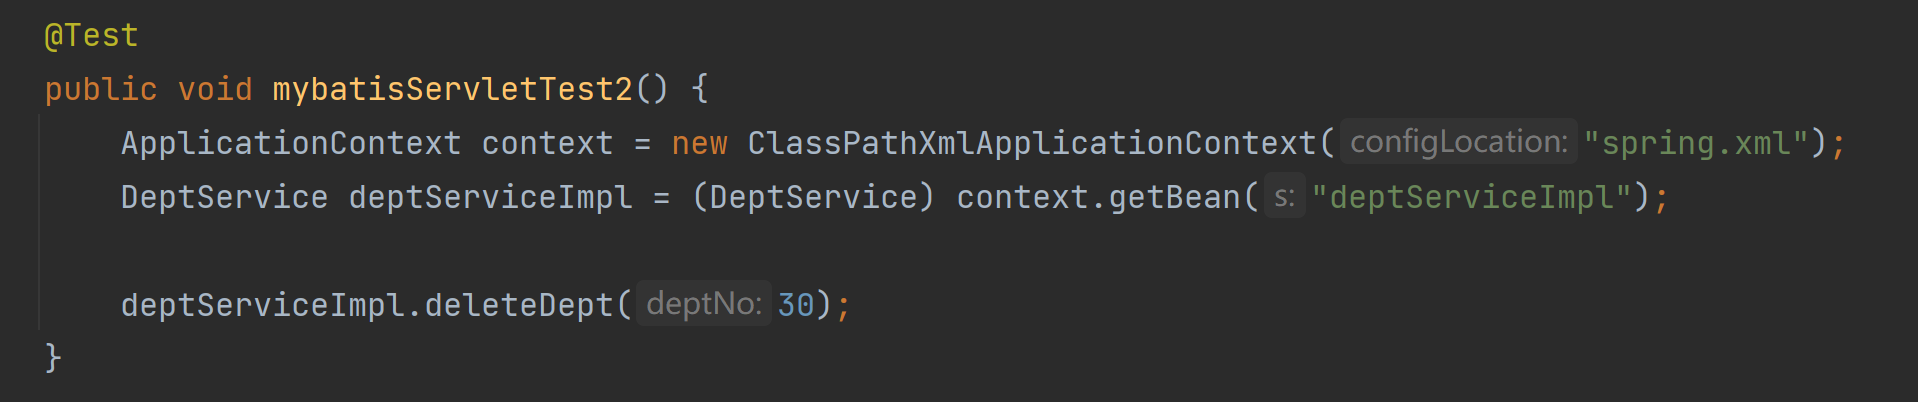 @Test
public void mybatisServletTest2() {
    ApplicationContext context = new ClassPathXmlApplicationContext( configLocation: "spring.xml");
    DeptService deptServiceImpl = (DeptService) context.getBean( s: "deptServiceImpl");
    deptServiceImpl.deleteDept( deptNo: 30);
}